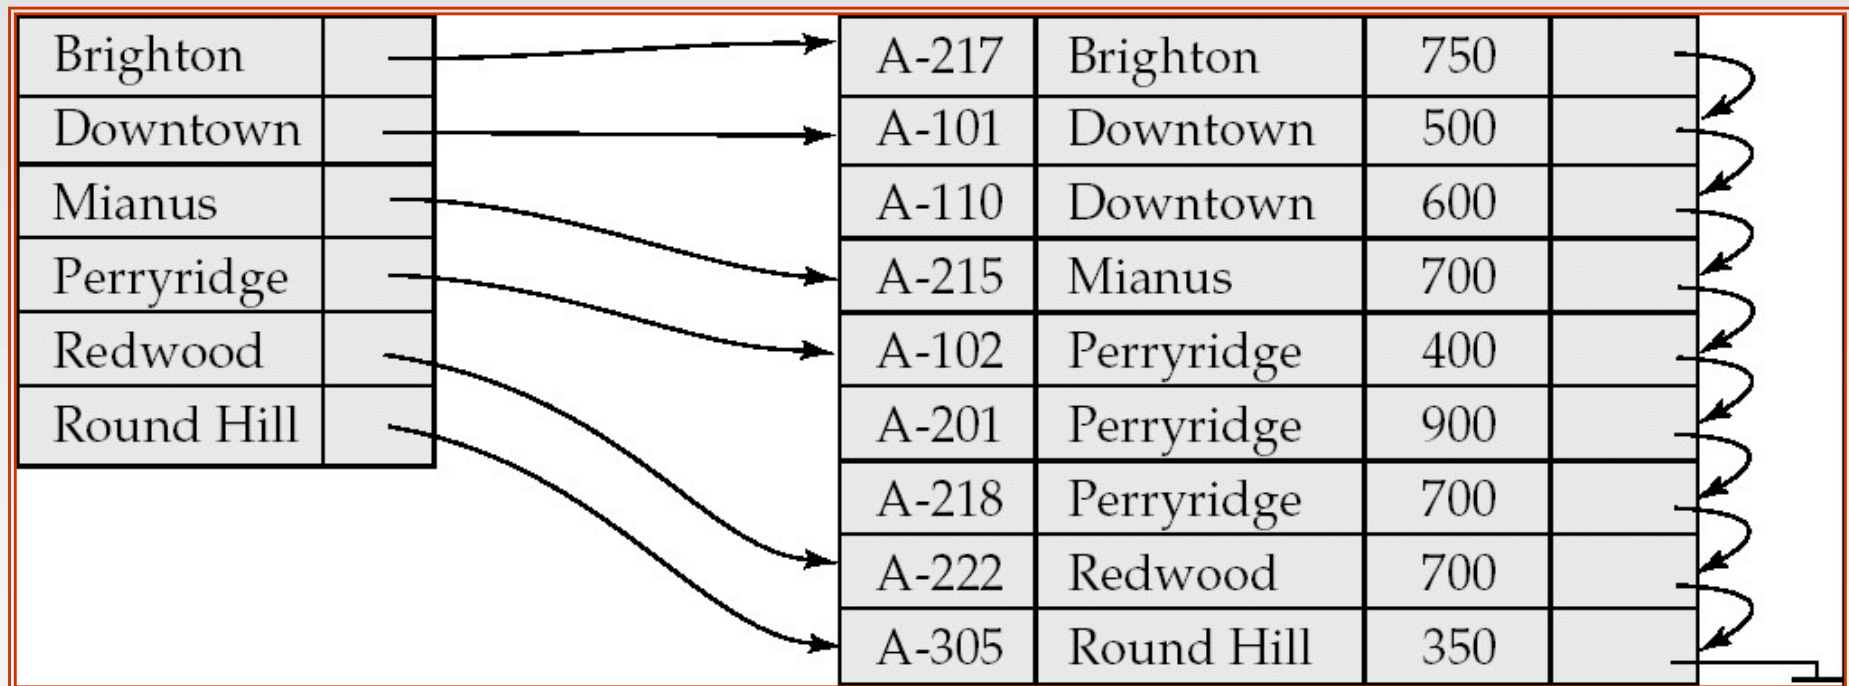 Brighton
Downtown
Mianus
Perryridge
Redwood
Round Hill
A-217 Brighton 750
A-101 Downtown 500
A-110 Downtown 600
A-215 Mianus 700
A-102 Perryridge 400
A-201 Perryridge 900
A-218 Perryridge 700
A-222 Redwood 700
A-305 Round Hill 350